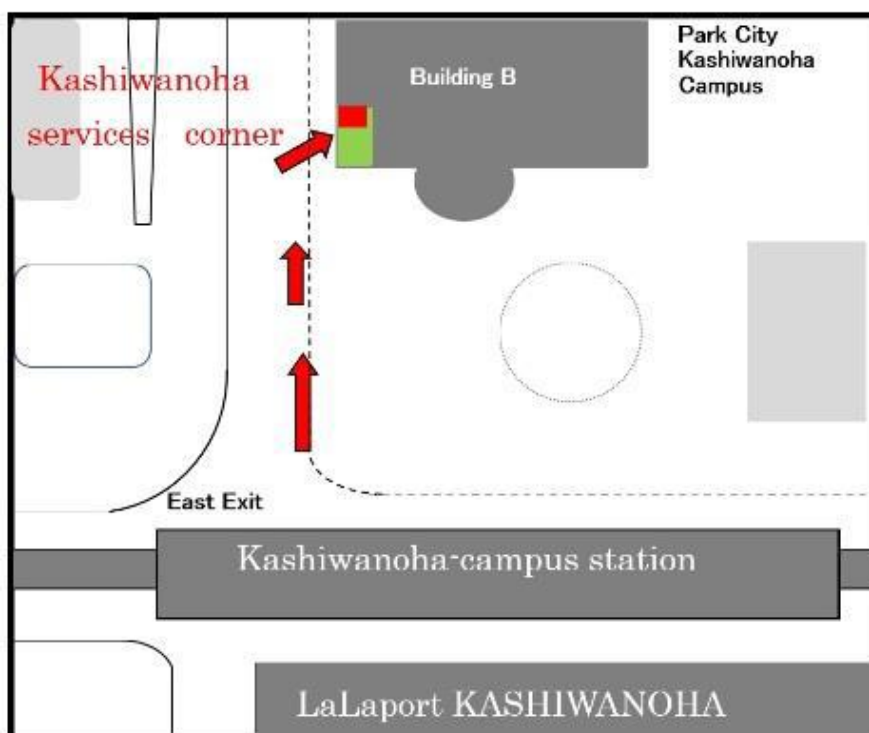 Kashiwanoha
services corner
Building B
Park City
Kashiwanoha
Campus
East Exit
Kashiwanoha-campus station
LaLaport KASHIWANOHA